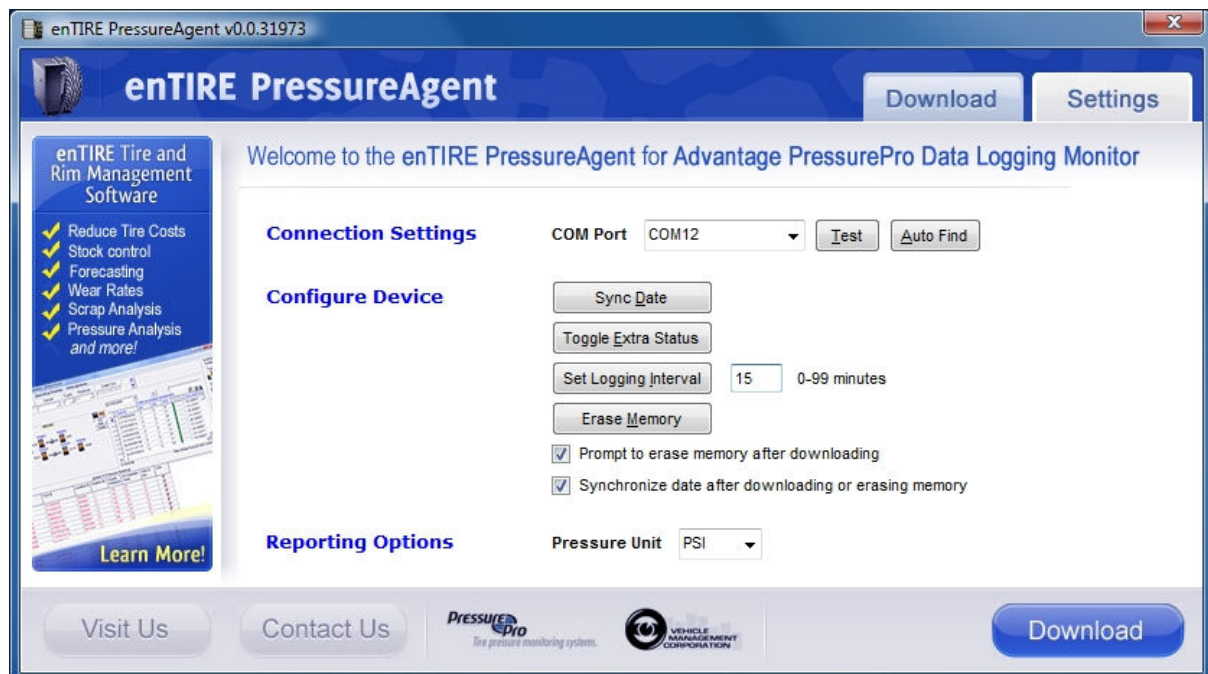 enTIRE PressureAgent v0.0.31973
enTIRE PressureAgent
Download
Settings
enTIRE Tire and
Rim Management
Software
Reduce Tire Costs
Stock control
Forecasting
Wear Rates
Scrap Analysis
Pressure Analysis
and more!
Learn More!
Welcome to the enTIRE PressureAgent for Advantage PressurePro Data Logging Monitor
Connection Settings
COM Port COM12 Test Auto Find
Configure Device
Sync Date
Toggle Extra Status
Set Logging Interval 15 0-99 minutes
Erase Memory
Prompt to erase memory after downloading
Synchronize date after downloading or erasing memory
Reporting Options
Pressure Unit PSI
Visit Us
Contact Us
PressurePro
Tire pressure monitoring systems.
VEHICLE
MANAGEMENT
CORPORATION
Download